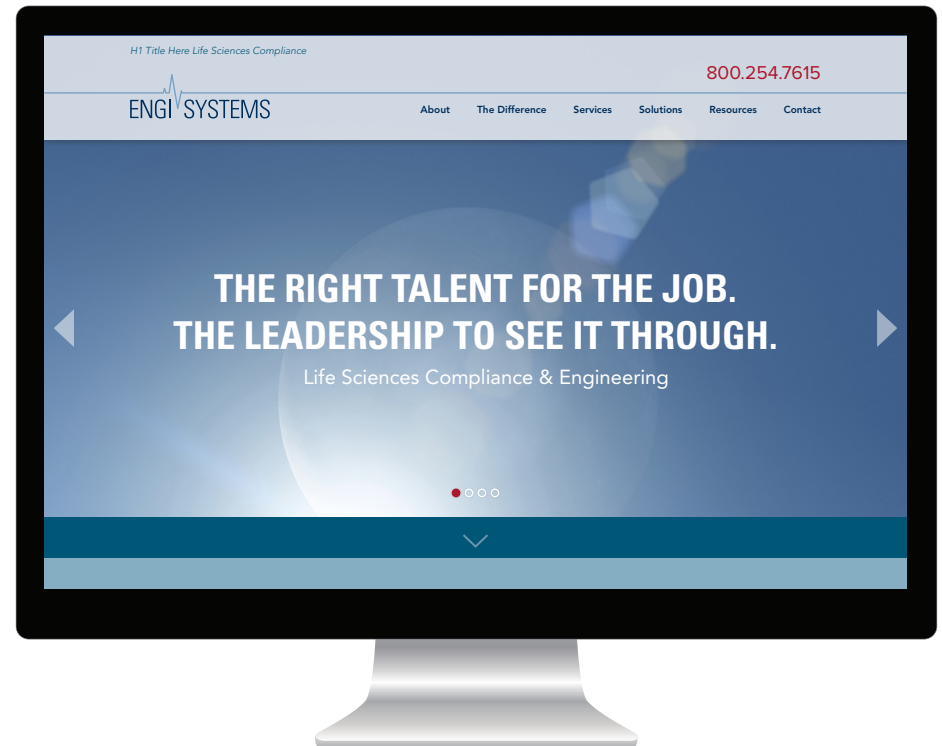 H1 Title Here Life Sciences Compliance
800.254.7615
ENGI SYSTEMS
About The Difference Services Solutions Resources Contact
THE RIGHT TALENT FOR THE JOB.
THE LEADERSHIP TO SEE IT THROUGH.
Life Sciences Compliance & Engineering